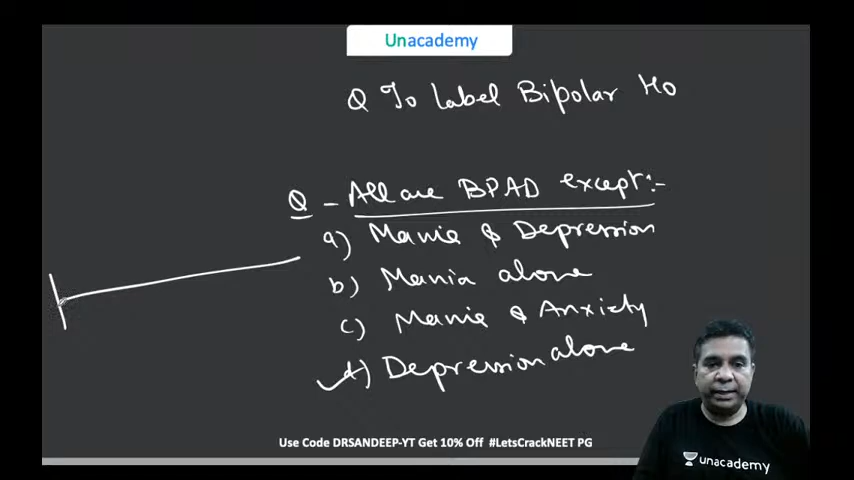 Unacademy
Q To label Bipolar Ho
Q - All are BPAD except:-
a) Mania & Depression
b) Mania alone
c) Mania & Anxiety
d) Depression alone
unacademy
Use Code DRSANDEEP-YT Get 10% Off #LetsCrackNEET PG